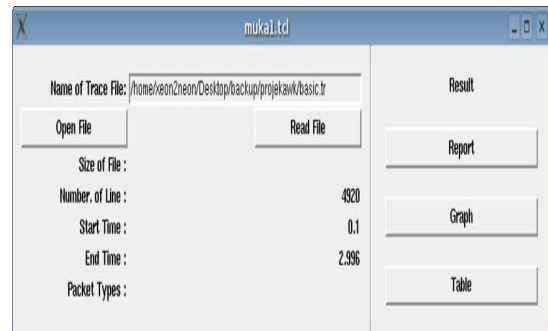 muka1.tcl
Name of Trace File: /home/xeon2neon/Desktop/backup/projekawk/basic.tr
Open File
Read File
Size of File :
Number. of Line : 4920
Start Time : 0.1
End Time : 2.996
Packet Types :
Result
Report
Graph
Table